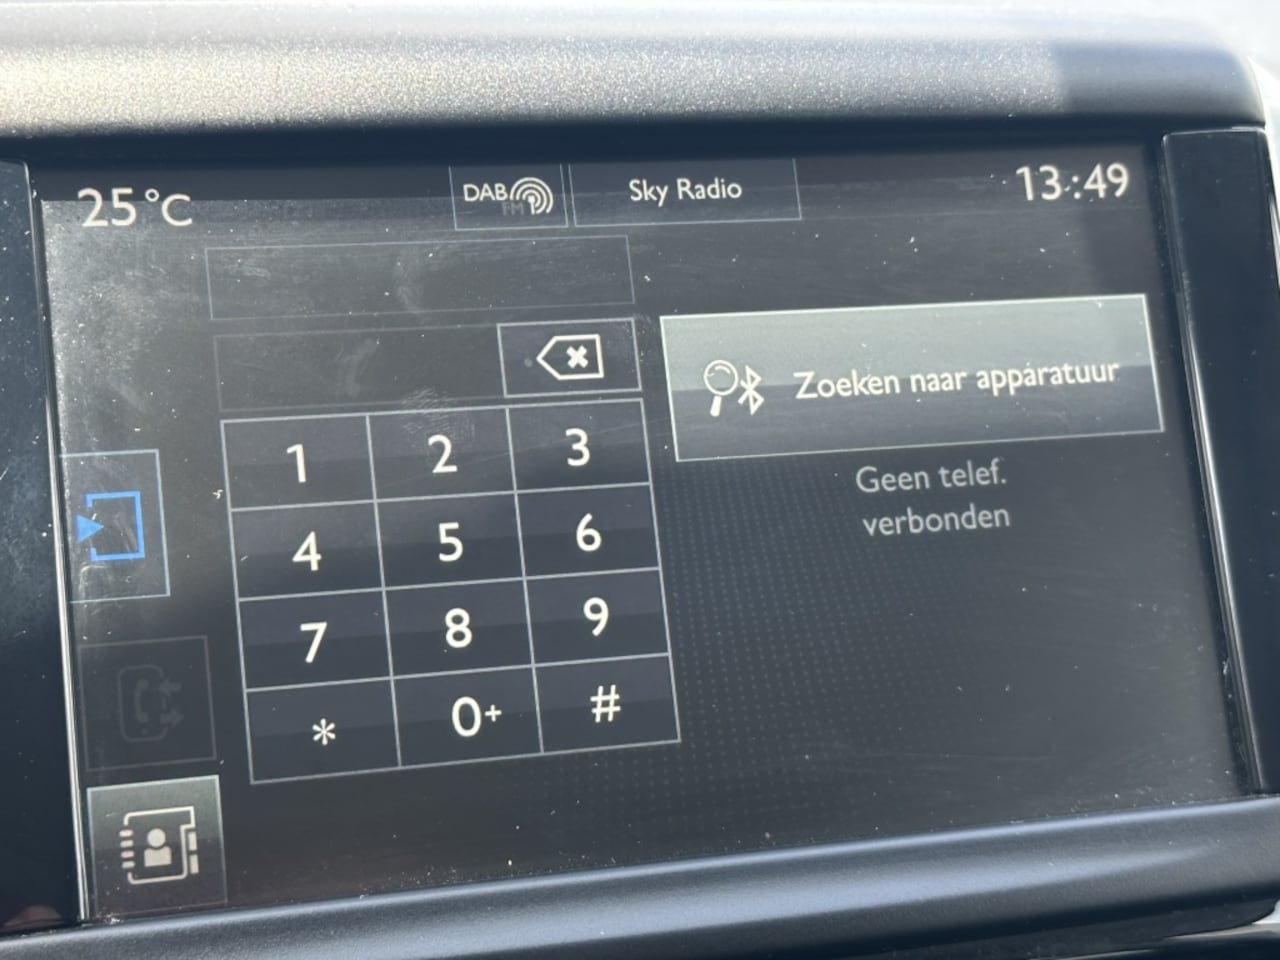 25°C
DAB
FM
Sky Radio
13:49
Zoeken naar apparatuur
Geen telef.
verbonden
1 2 3
4 5 6
7 8 9
* 0+ #